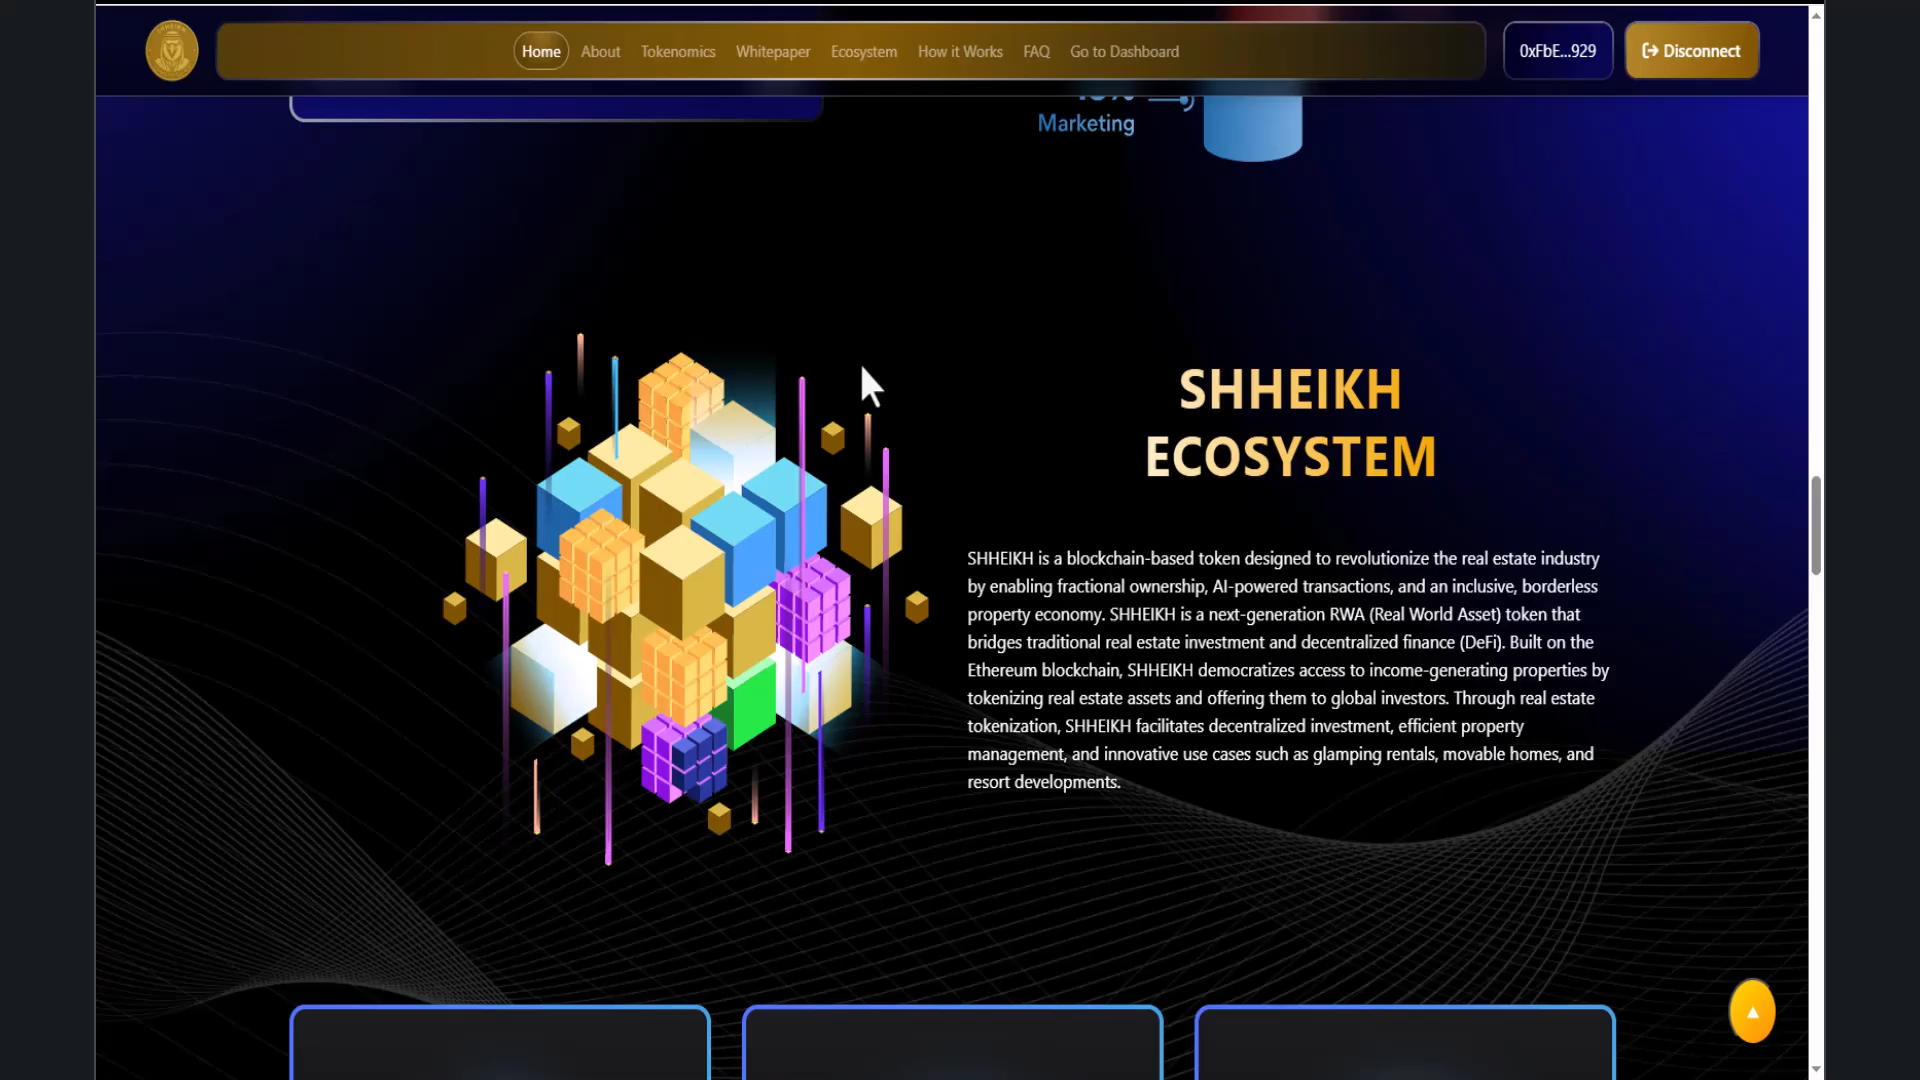 Home About Tokenomics Whitepaper Ecosystem How it Works FAQ Go to Dashboard 0xFbE...929 Disconnect
Marketing
SHHEIKH
ECOSYSTEM
SHHEIKH is a blockchain-based token designed to revolutionize the real estate industry
by enabling fractional ownership, AI-powered transactions, and an inclusive, borderless
property economy. SHHEIKH is a next-generation RWA (Real World Asset) token that
bridges traditional real estate investment and decentralized finance (DeFi). Built on the
Ethereum blockchain, SHHEIKH democratizes access to income-generating properties by
tokenizing real estate assets and offering them to global investors. Through real estate
tokenization, SHHEIKH facilitates decentralized investment, efficient property
management, and innovative use cases such as glamping rentals, movable homes, and
resort developments.